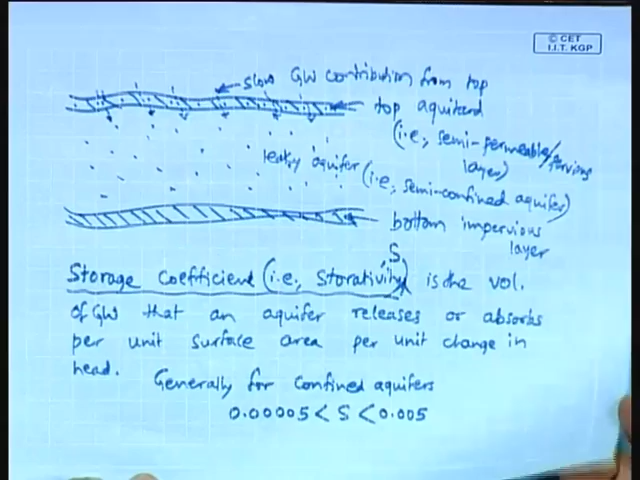 © CET
I.I.T. KGP
slow GW contribution from top
top aquitard
(i.e., semi-permeable/
pervious
layer)
leaky aquifer (i.e., semi-confined aquifer)
bottom impervious
layer
, S
Storage Coefficient (i.e., Storativity) is the vol.
of GW that an aquifer releases or absorbs
per unit surface area per unit change in
head.
Generally for confined aquifers
0.00005 < S < 0.005